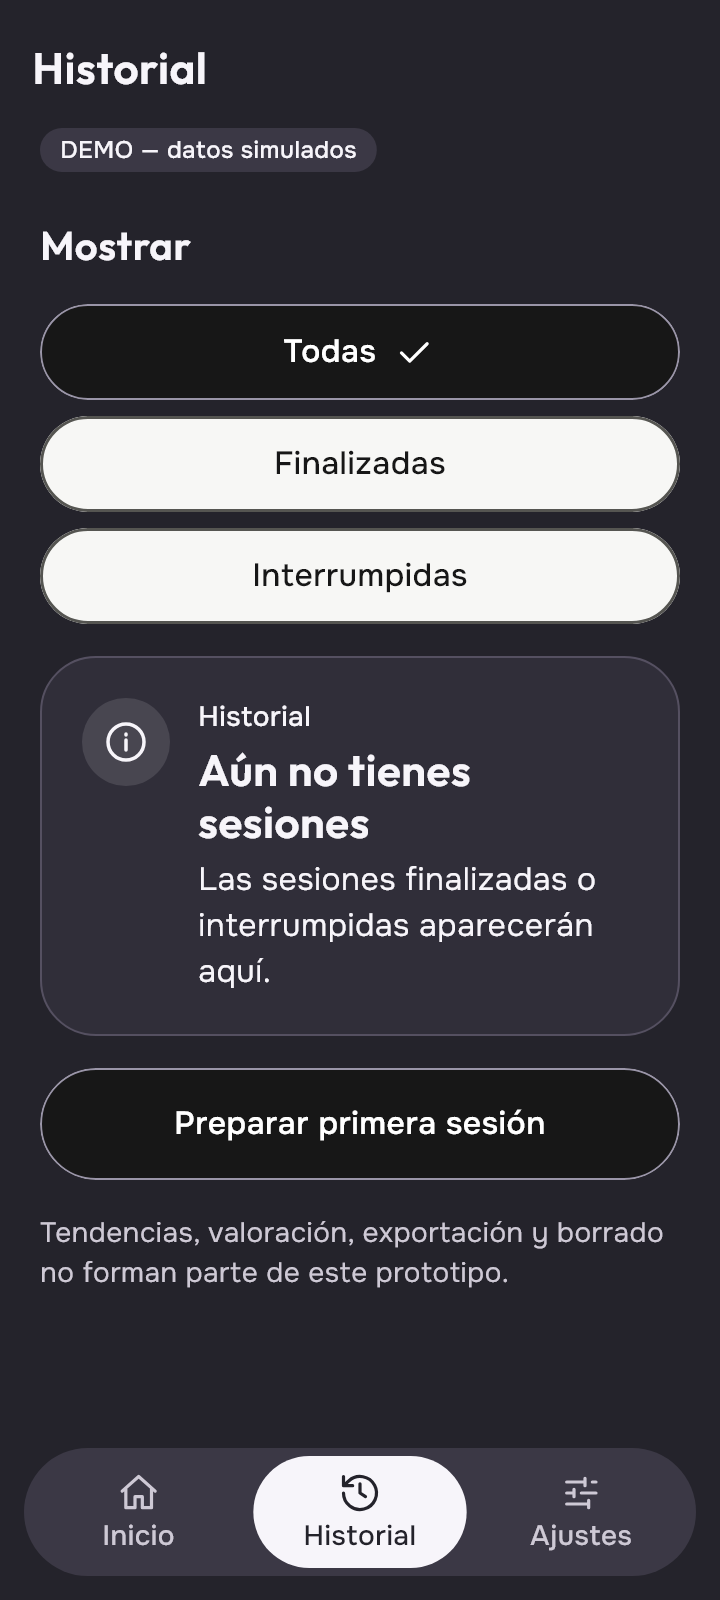 Historial
DEMO — datos simulados
Mostrar
Todas
Finalizadas
Interrumpidas
Historial
Aún no tienes
sesiones
Las sesiones finalizadas o
interrumpidas aparecerán
aquí.
Preparar primera sesión
Tendencias, valoración, exportación y borrado
no forman parte de este prototipo.
Inicio
Historial
Ajustes